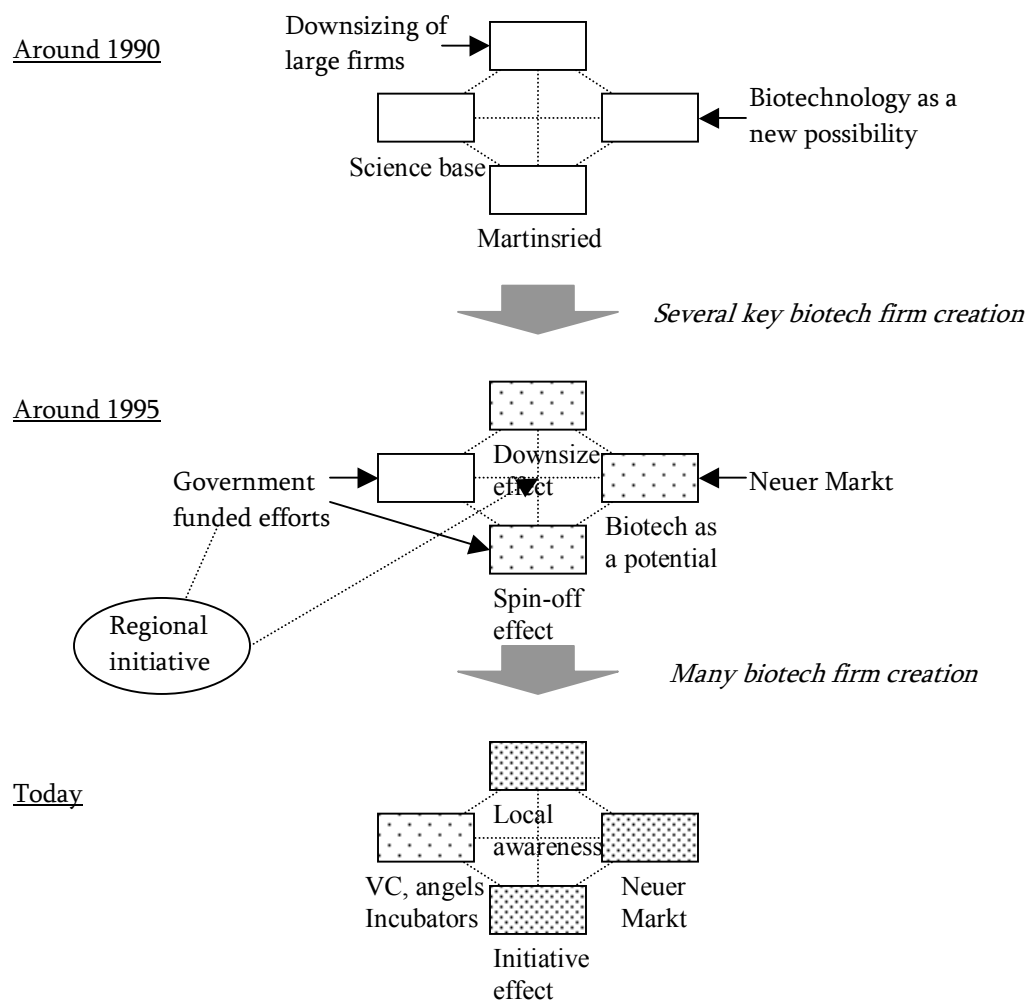 Around 1990
Downsizing of
large firms
Biotechnology as a
new possibility
Science base
Martinsried
Several key biotech firm creation
Around 1995
Downsize
effect
Government
funded efforts
Neuer Markt
Biotech as
a potential
Spin-off
effect
Regional
initiative
Many biotech firm creation
Today
Local
awareness
VC, angels
Incubators
Neuer
Markt
Initiative
effect